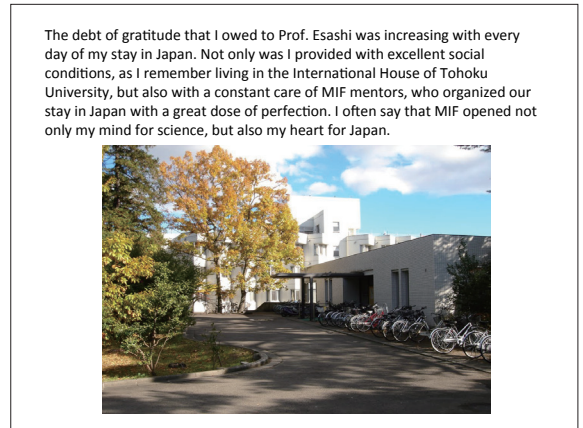 The debt of gratitude that I owed to Prof. Esashi was increasing with every
day of my stay in Japan. Not only was I provided with excellent social
conditions, as I remember living in the International House of Tohoku
University, but also with a constant care of MIF mentors, who organized our
stay in Japan with a great dose of perfection. I often say that MIF opened not
only my mind for science, but also my heart for Japan.